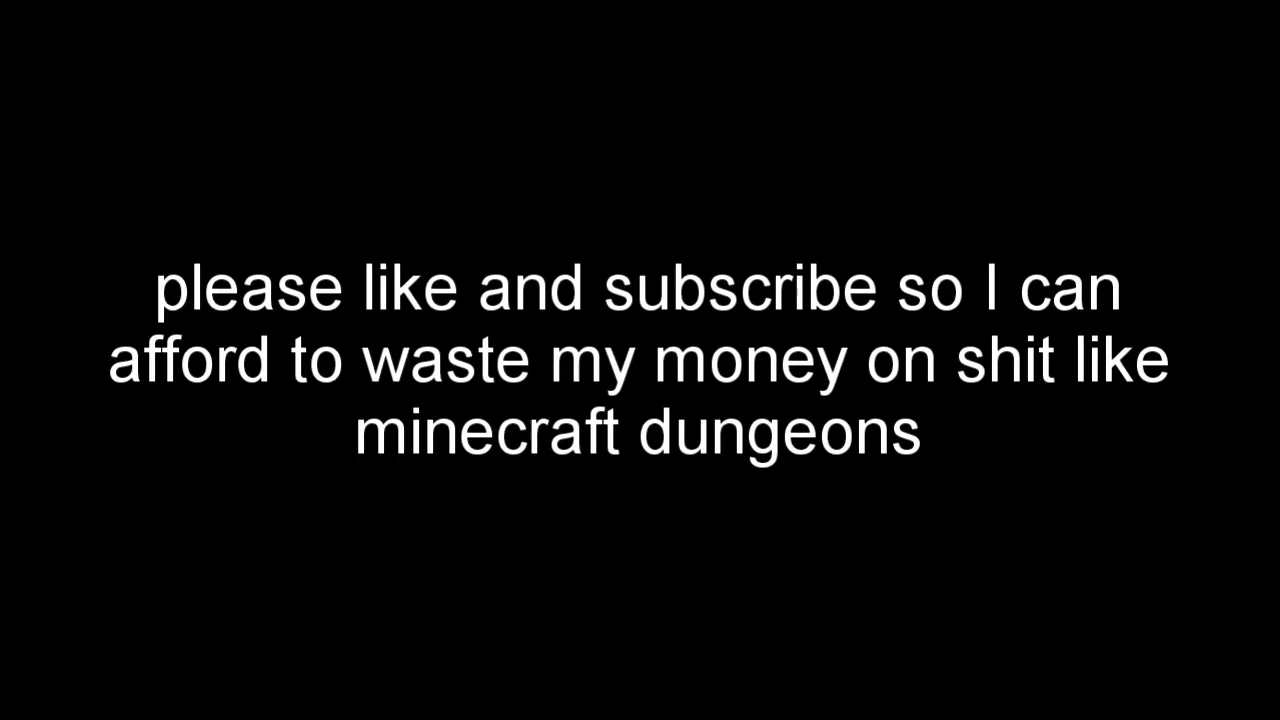 please like and subscribe so I can
afford to waste my money on shit like
minecraft dungeons